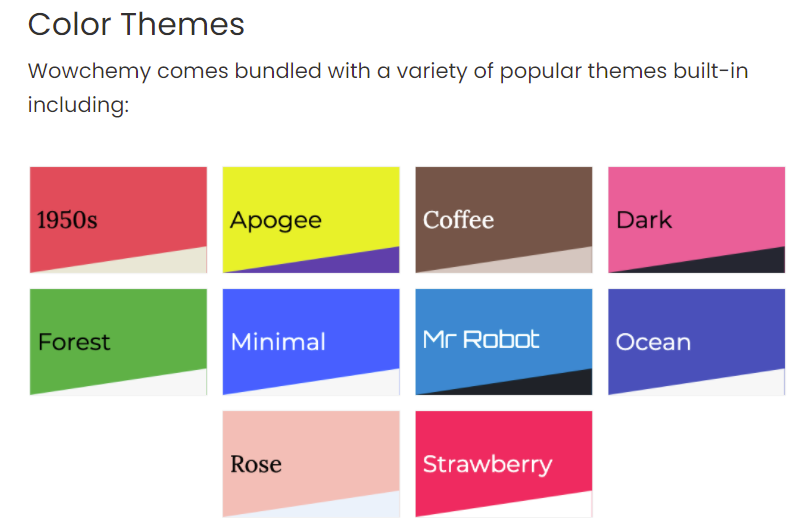 Color Themes
Wowchemy comes bundled with a variety of popular themes built-in
including:
1950s
Apogee
Coffee
Dark
Forest
Minimal
Mr Robot
Ocean
Rose
Strawberry